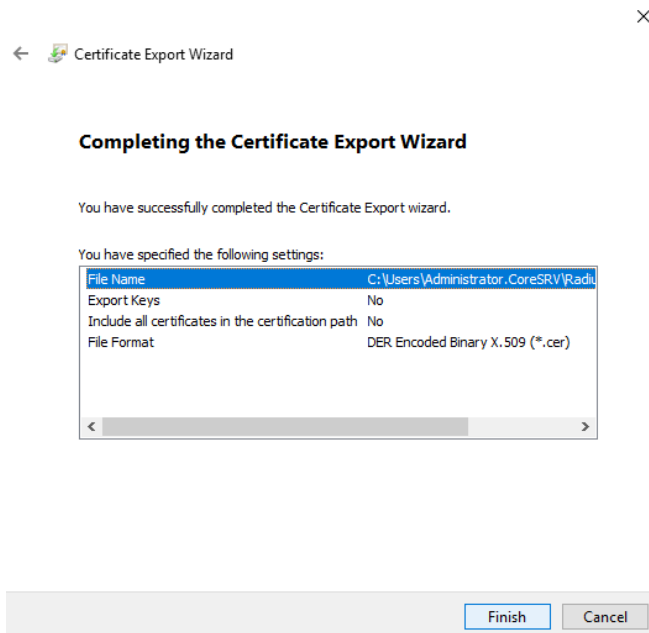 Certificate Export Wizard
Completing the Certificate Export Wizard
You have successfully completed the Certificate Export wizard.
You have specified the following settings:
File Name C:\Users\Administrator.CoreSRV\Radiu
Export Keys No
Include all certificates in the certification path No
File Format DER Encoded Binary X.509 (*.cer)
Finish Cancel